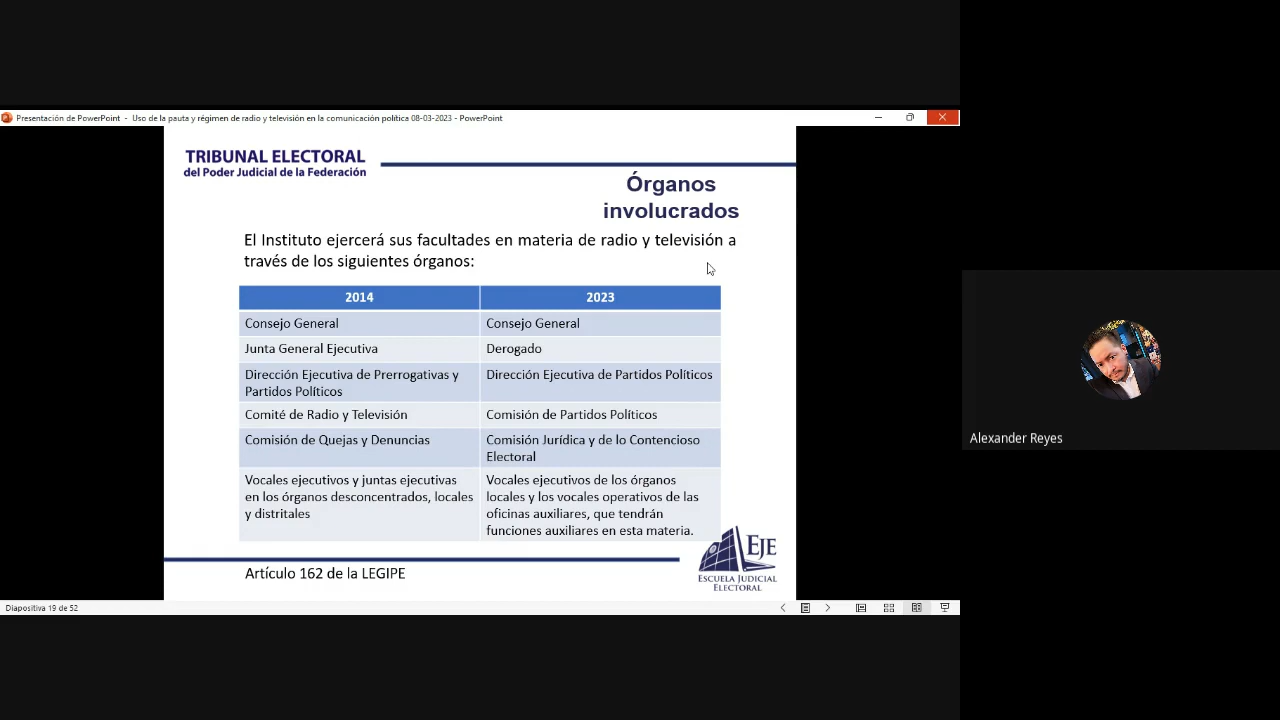 Presentación de PowerPoint - Uso de la pauta y régimen de radio y televisión en la comunicación política 08-03-2023 - PowerPoint
TRIBUNAL ELECTORAL
del Poder Judicial de la Federación
Órganos
involucrados
El Instituto ejercerá sus facultades en materia de radio y televisión a
través de los siguientes órganos:
2014
2023
Consejo General
Consejo General
Junta General Ejecutiva
Derogado
Dirección Ejecutiva de Prerrogativas y
Partidos Políticos
Dirección Ejecutiva de Partidos Políticos
Comité de Radio y Televisión
Comisión de Partidos Políticos
Comisión de Quejas y Denuncias
Comisión Jurídica y de lo Contencioso
Electoral
Vocales ejecutivos y juntas ejecutivas
en los órganos desconcentrados, locales
y distritales
Vocales ejecutivos de los órganos
locales y los vocales operativos de las
oficinas auxiliares, que tendrán
funciones auxiliares en esta materia.
EJE
ESCUELA JUDICIAL
ELECTORAL
Artículo 162 de la LEGIPE
Diapositiva 19 de 52
Alexander Reyes